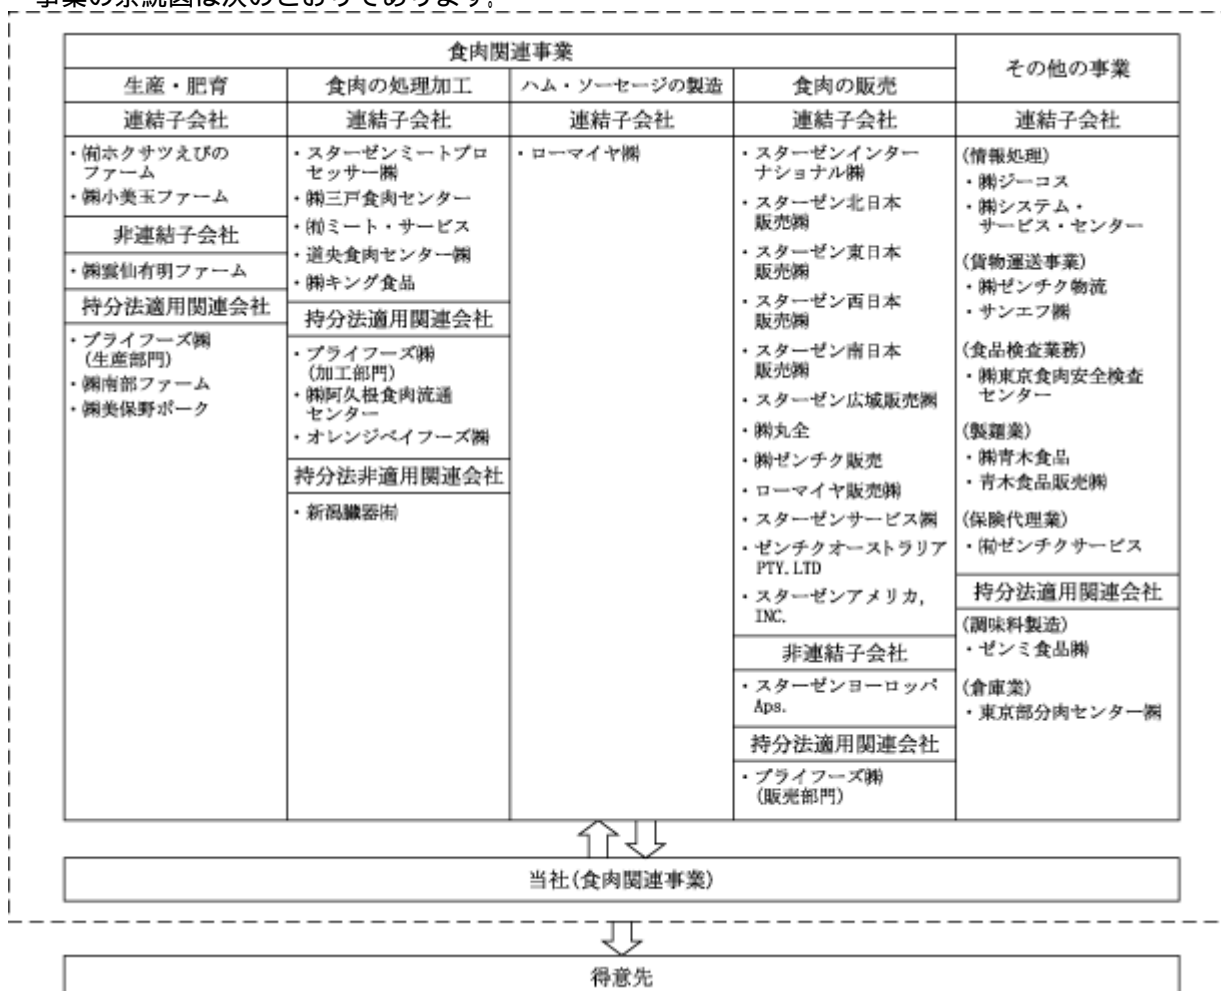 事業の系統図は次のとおりであります。
食肉関連事業
その他の事業
生産・肥育
食肉の処理加工
ハム・ソーセージの製造
食肉の販売
連結子会社
連結子会社
連結子会社
連結子会社
連結子会社
・㈲ホクサツえびの
ファーム
・㈱小美玉ファーム
非連結子会社
・㈱雲仙有明ファーム
持分法適用関連会社
・プライフーズ㈱
(生産部門)
・㈱南部ファーム
・㈱美保野ポーク
・スターゼンミートプロ
セッサー㈱
・㈱三戸食肉センター
・㈲ミート・サービス
・道央食肉センター㈱
・㈱キング食品
持分法適用関連会社
・プライフーズ㈱
(加工部門)
・㈱阿久根食肉流通
センター
・オレンジベイフーズ㈱
持分法非適用関連会社
・新潟臓器㈲
・ローマイヤ㈱
・スターゼンインター
ナショナル㈱
・スターゼン北日本
販売㈱
・スターゼン東日本
販売㈱
・スターゼン西日本
販売㈱
・スターゼン南日本
販売㈱
・スターゼン広域販売㈱
・㈱丸全
・㈱ゼンチク販売
・ローマイヤ販売㈱
・スターゼンサービス㈱
・ゼンチクオーストラリア
PTY.LTD
・スターゼンアメリカ,
INC.
非連結子会社
・スターゼンヨーロッパ
Aps.
持分法適用関連会社
・プライフーズ㈱
(販売部門)
(情報処理)
・㈱ジーコス
・㈱システム・
サービス・センター
(貨物運送事業)
・㈱ゼンチク物流
・サンエフ㈱
(食品検査業務)
・㈱東京食肉安全検査
センター
(製麺業)
・㈱青木食品
・青木食品販売㈱
(保険代理業)
・㈲ゼンチクサービス
持分法適用関連会社
(調味料製造)
・ゼンミ食品㈱
(倉庫業)
・東京部分肉センター㈱
当社(食肉関連事業)
得意先